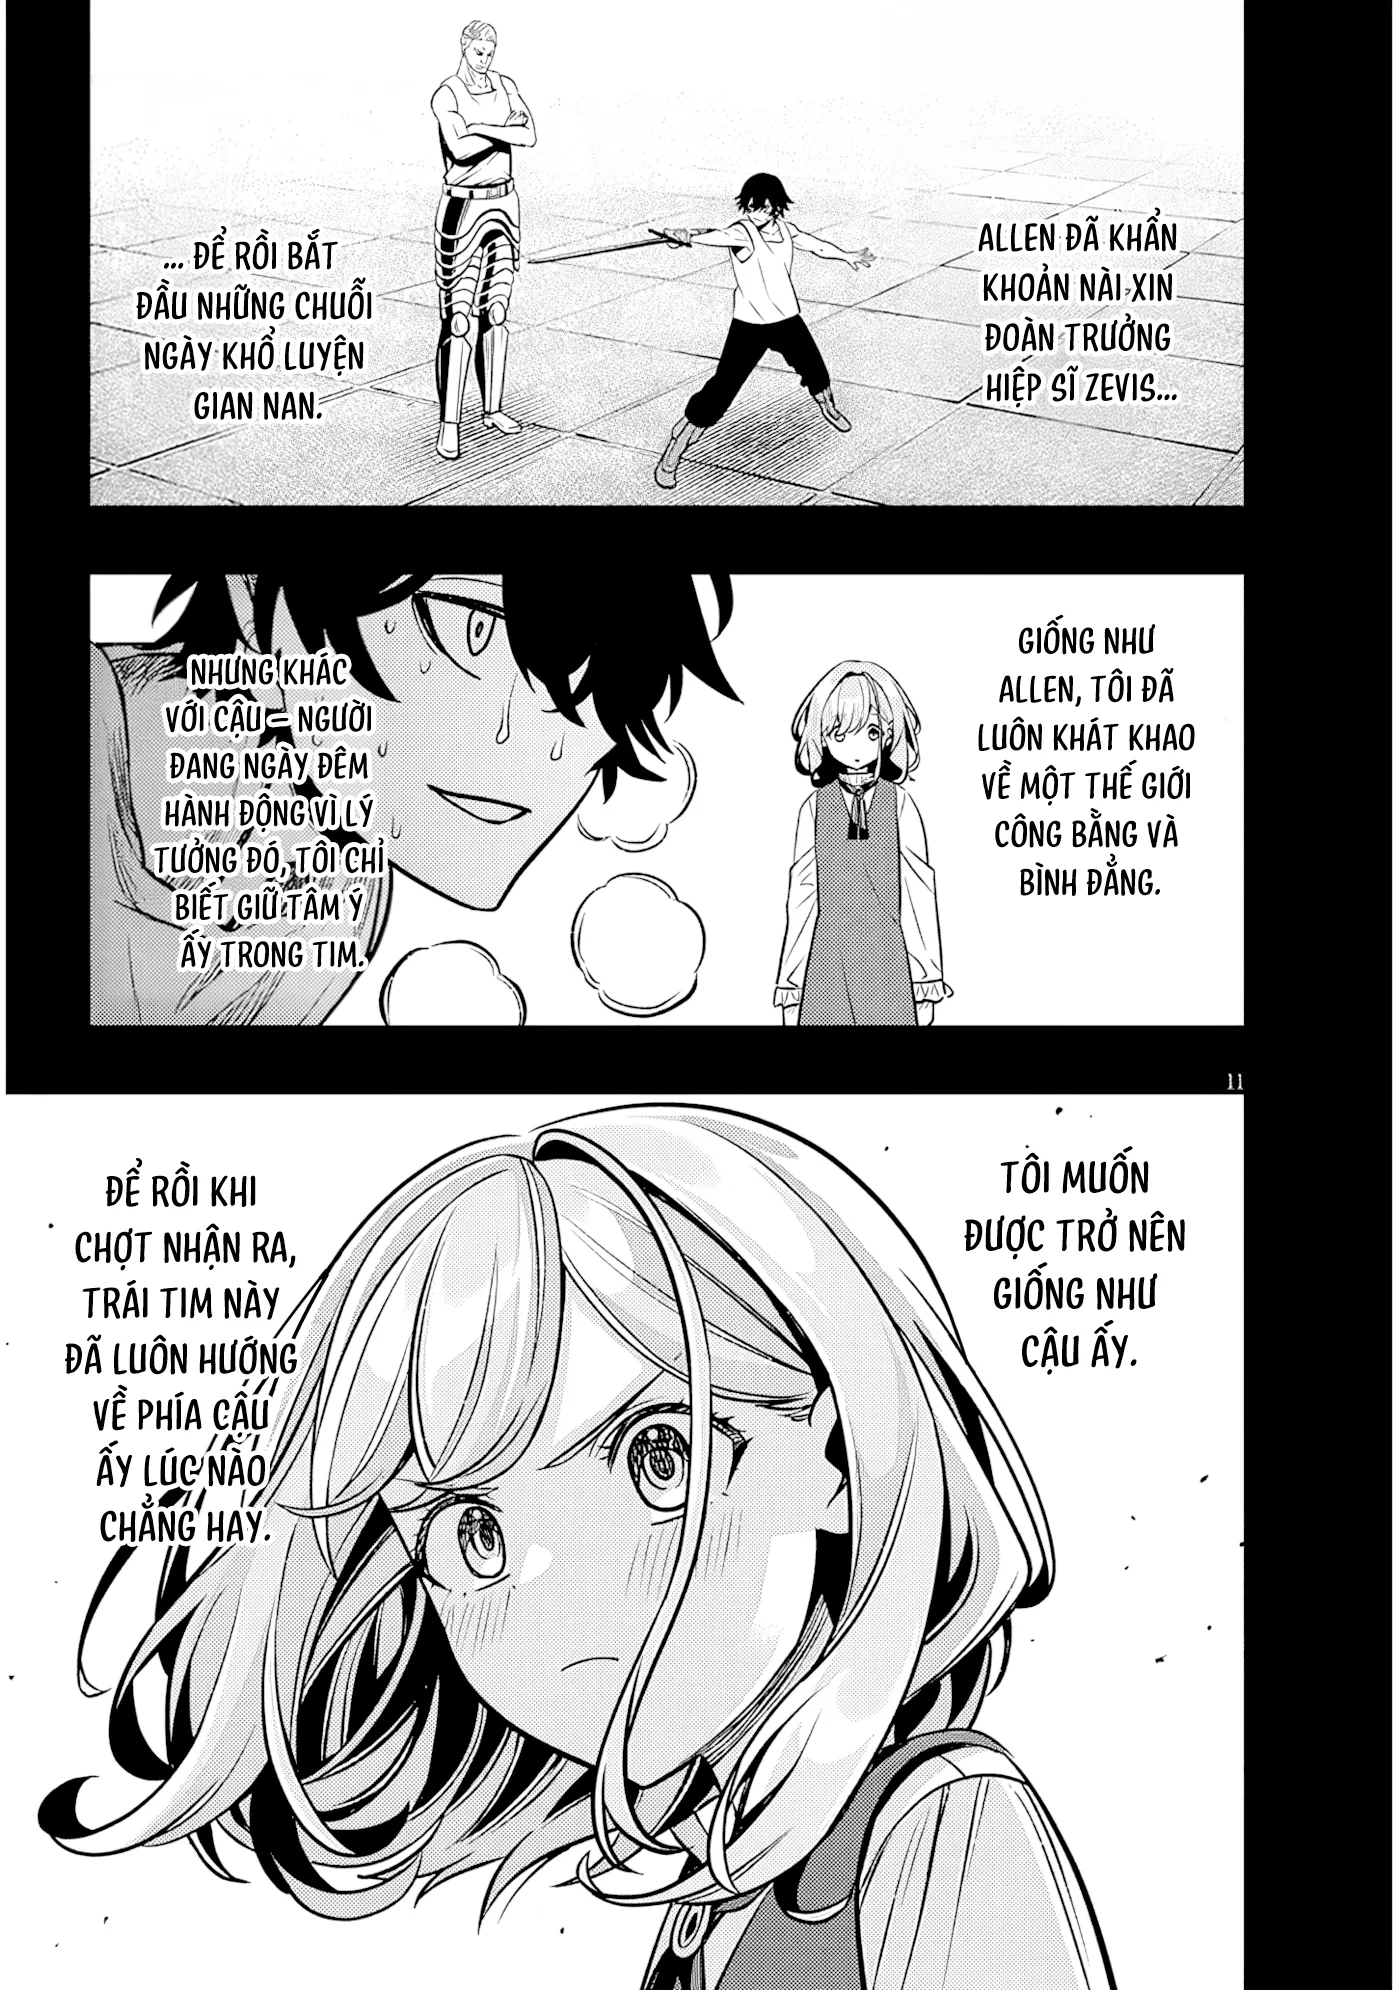 ALLEN ĐÃ KHẨN
KHOẢN NÀI XIN
ĐOÀN TRƯỞNG
HIỆP SĨ ZEVIS...
... ĐỂ RỒI BẮT
ĐẦU NHỮNG CHUỖI
NGÀY KHỔ LUYỆN
GIAN NAN.
GIỐNG NHƯ
ALLEN, TÔI ĐÃ
LUÔN KHÁT KHAO
VỀ MỘT THẾ GIỚI
CÔNG BẰNG VÀ
BÌNH ĐẲNG.
NHƯNG KHÁC
VỚI CẬU – NGƯỜI
ĐANG NGÀY ĐÊM
HÀNH ĐỘNG VÌ LÝ
TƯỞNG ĐÓ, TÔI CHỈ
BIẾT GIỮ TÂM Ý
ẤY TRONG TIM.
11
TÔI MUỐN
ĐƯỢC TRỞ NÊN
GIỐNG NHƯ
CẬU ẤY.
ĐỂ RỒI KHI
CHỢT NHẬN RA,
TRÁI TIM NÀY
ĐÃ LUÔN HƯỚNG
VỀ PHÍA CẬU
ẤY LÚC NÀO
CHẲNG HAY.